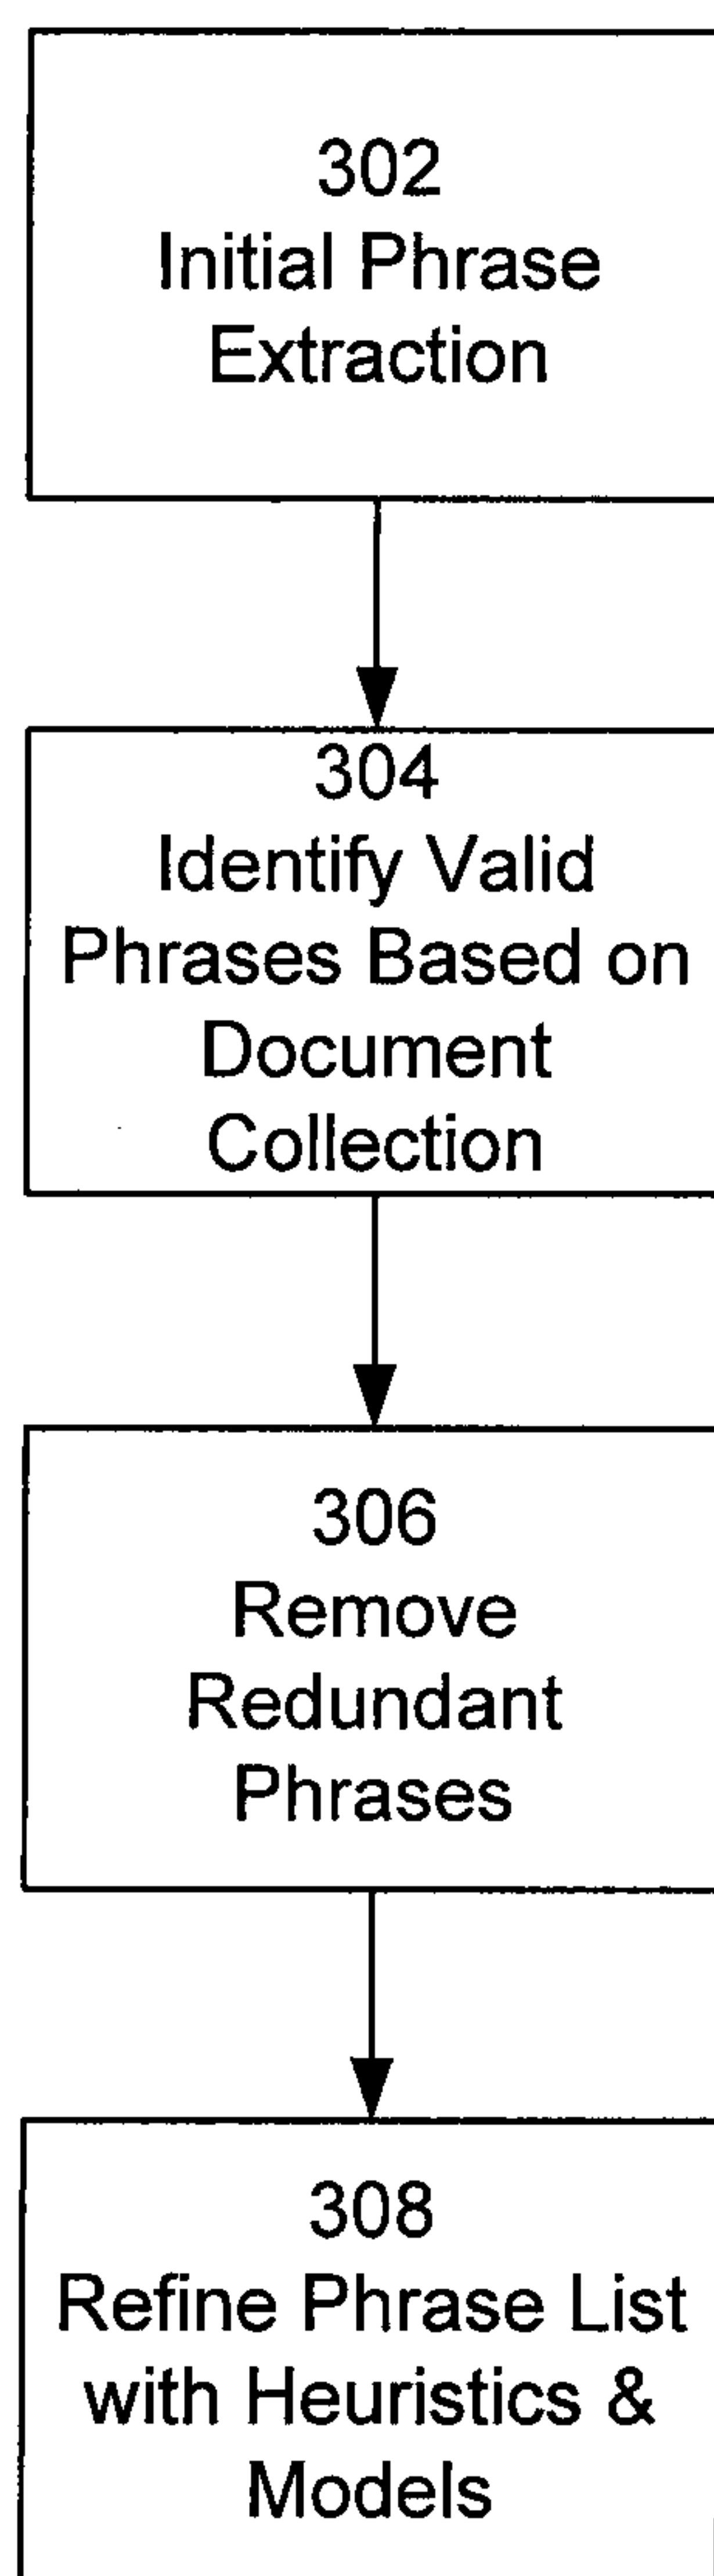 302
Initial Phrase
Extraction
304
Identify Valid
Phrases Based on
Document
Collection
306
Remove
Redundant
Phrases
308
Refine Phrase List
with Heuristics &
Models